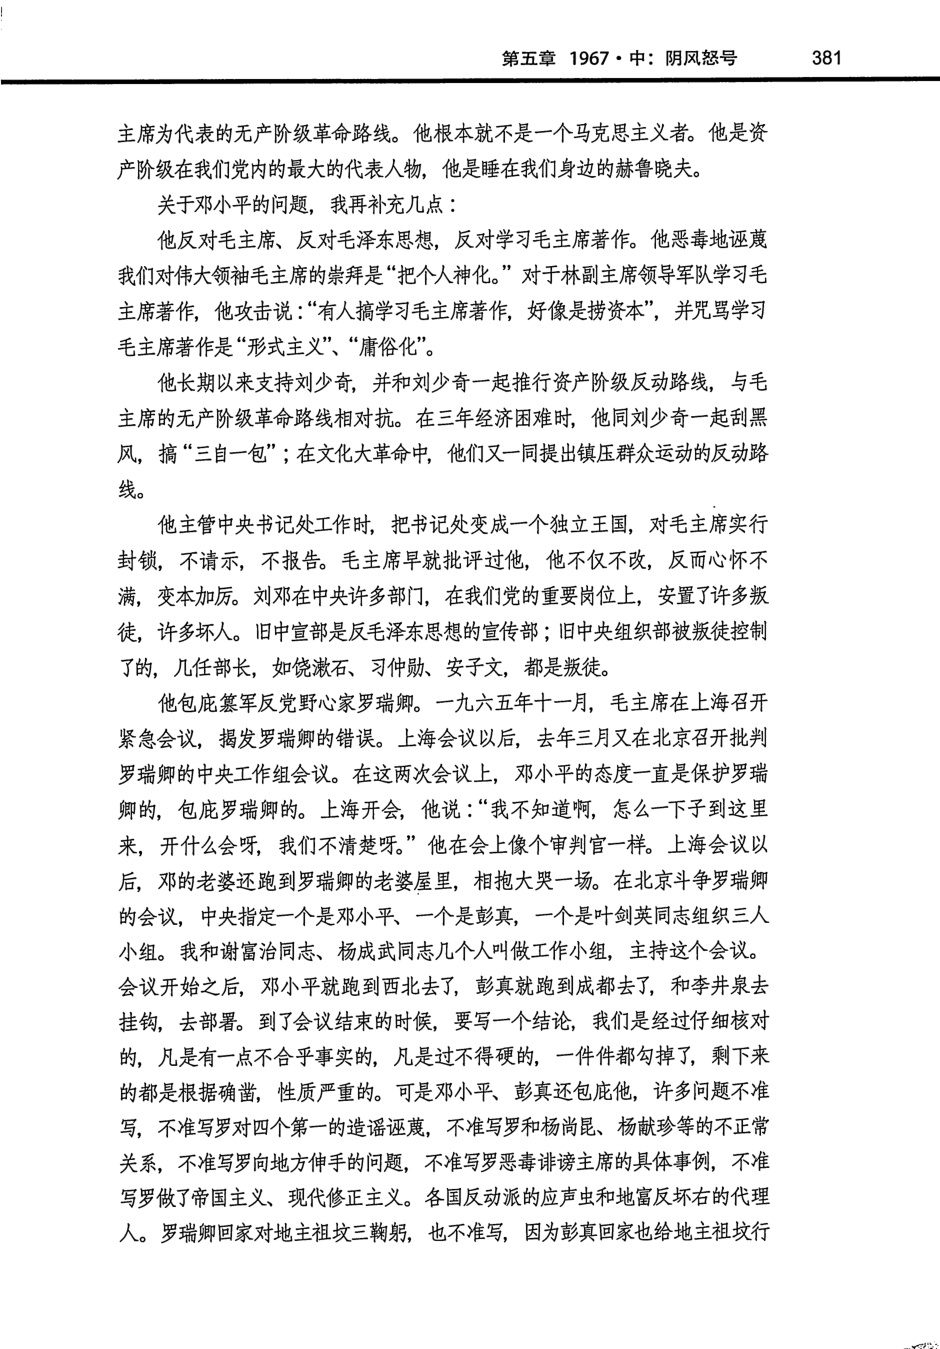 第五章 1967·中：阴风怒号 381
主席为代表的无产阶级革命路线。他根本就不是一个马克思主义者。他是资
产阶级在我们党内的最大的代表人物，他是睡在我们身边的赫鲁晓夫。
关于邓小平的问题，我再补充几点：
他反对毛主席、反对毛泽东思想，反对学习毛主席著作。他恶毒地诬蔑
我们对伟大领袖毛主席的崇拜是“把个人神化。”对于林副主席领导军队学习毛
主席著作，他攻击说：“有人搞学习毛主席著作，好像是捞资本”，并咒骂学习
毛主席著作是“形式主义”、“庸俗化”。
他长期以来支持刘少奇，并和刘少奇一起推行资产阶级反动路线，与毛
主席的无产阶级革命路线相对抗。在三年经济困难时，他同刘少奇一起刮黑
风，搞“三自一包”；在文化大革命中，他们又一同提出镇压群众运动的反动路
线。
他主管中央书记处工作时，把书记处变成一个独立王国，对毛主席实行
封锁，不请示，不报告。毛主席早就批评过他，他不仅不改，反而心怀不
满，变本加厉。刘邓在中央许多部门，在我们党的重要岗位上，安置了许多叛
徒，许多坏人。旧中宣部是反毛泽东思想的宣传部；旧中央组织部被叛徒控制
了的，几任部长，如饶漱石、习仲勋、安子文，都是叛徒。
他包庇篡军反党野心家罗瑞卿。一九六五年十一月，毛主席在上海召开
紧急会议，揭发罗瑞卿的错误。上海会议以后，去年三月又在北京召开批判
罗瑞卿的中央工作组会议。在这两次会议上，邓小平的态度一直是保护罗瑞
卿的，包庇罗瑞卿的。上海开会，他说：“我不知道啊，怎么一下子到这里
来，开什么会呀，我们不清楚呀。”他在会上像个审判官一样。上海会议以
后，邓的老婆还跑到罗瑞卿的老婆屋里，相抱大哭一场。在北京斗争罗瑞卿
的会议，中央指定一个是邓小平、一个是彭真，一个是叶剑英同志组织三人
小组。我和谢富治同志、杨成武同志几个人叫做工作小组，主持这个会议。
会议开始之后，邓小平就跑到西北去了，彭真就跑到成都去了，和李井泉去
挂钩，去部署。到了会议结束的时候，要写一个结论，我们是经过仔细核对
的，凡是有一点不合乎事实的，凡是过不得硬的，一件件都勾掉了，剩下来
的都是根据确凿，性质严重的。可是邓小平、彭真还包庇他，许多问题不准
写，不准写罗对四个第一的造谣诬蔑，不准写罗和杨尚昆、杨献珍等的不正常
关系，不准写罗向地方伸手的问题，不准写罗恶毒诽谤主席的具体事例，不准
写罗做了帝国主义、现代修正主义。各国反动派的应声虫和地富反坏右的代理
人。罗瑞卿回家对地主祖坟三鞠躬，也不准写，因为彭真回家也给地主祖坟行